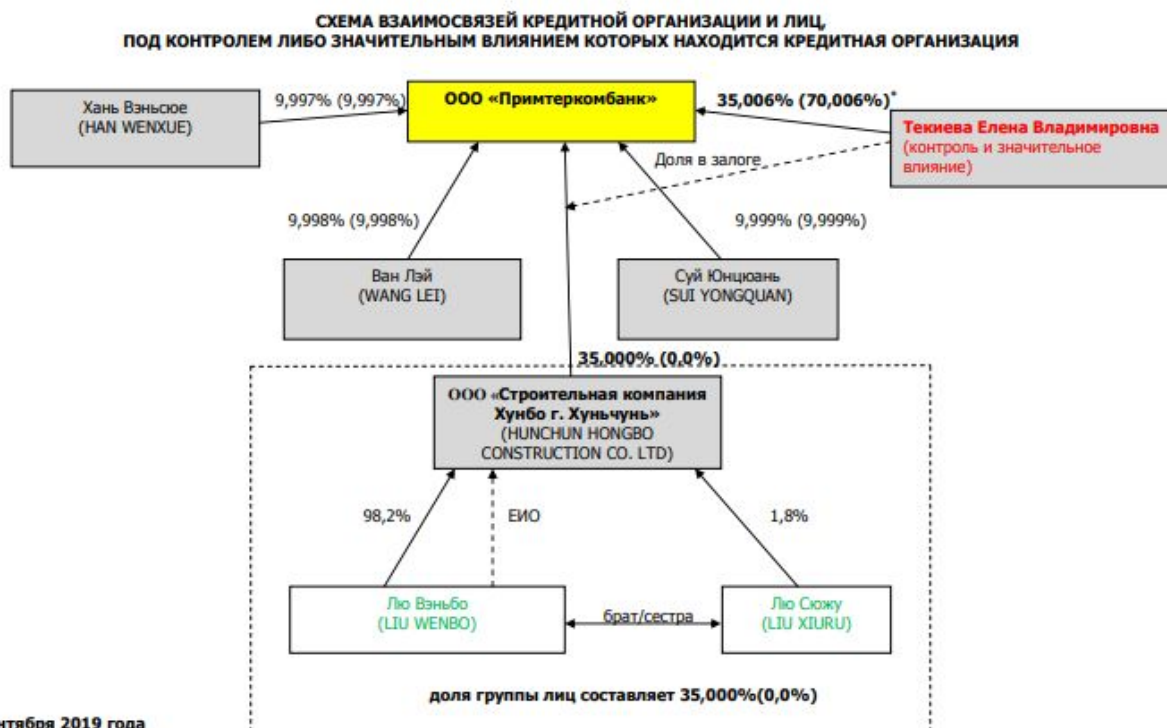 СХЕМА ВЗАИМОСВЯЗЕЙ КРЕДИТНОЙ ОРГАНИЗАЦИИ И ЛИЦ,
ПОД КОНТРОЛЕМ ЛИБО ЗНАЧИТЕЛЬНЫМ ВЛИЯНИЕМ КОТОРЫХ НАХОДИТСЯ КРЕДИТНАЯ ОРГАНИЗАЦИЯ
Хань Вэньсюе
(HAN WENXUE)
9,997% (9,997%)
ООО «Примтеркомбанк»
35,006% (70,006%)*
Текиева Елена Владимировна
(контроль и значительное
влияние)
Доля в залоге
9,998% (9,998%)
9,999% (9,999%)
Ван Лэй
(WANG LEI)
Суй Юнцюань
(SUI YONGQUAN)
35,000% (0,0%)
ООО «Строительная компания
Хунбо г. Хуньчунь»
(HUNCHUN HONGBO
CONSTRUCTION CO. LTD)
98,2%
ЕИО
1,8%
Лю Вэньбо
(LIU WENBO)
брат/сестра
Лю Сюжу
(LIU XIURU)
доля группы лиц составляет 35,000%(0,0%)
2019 года